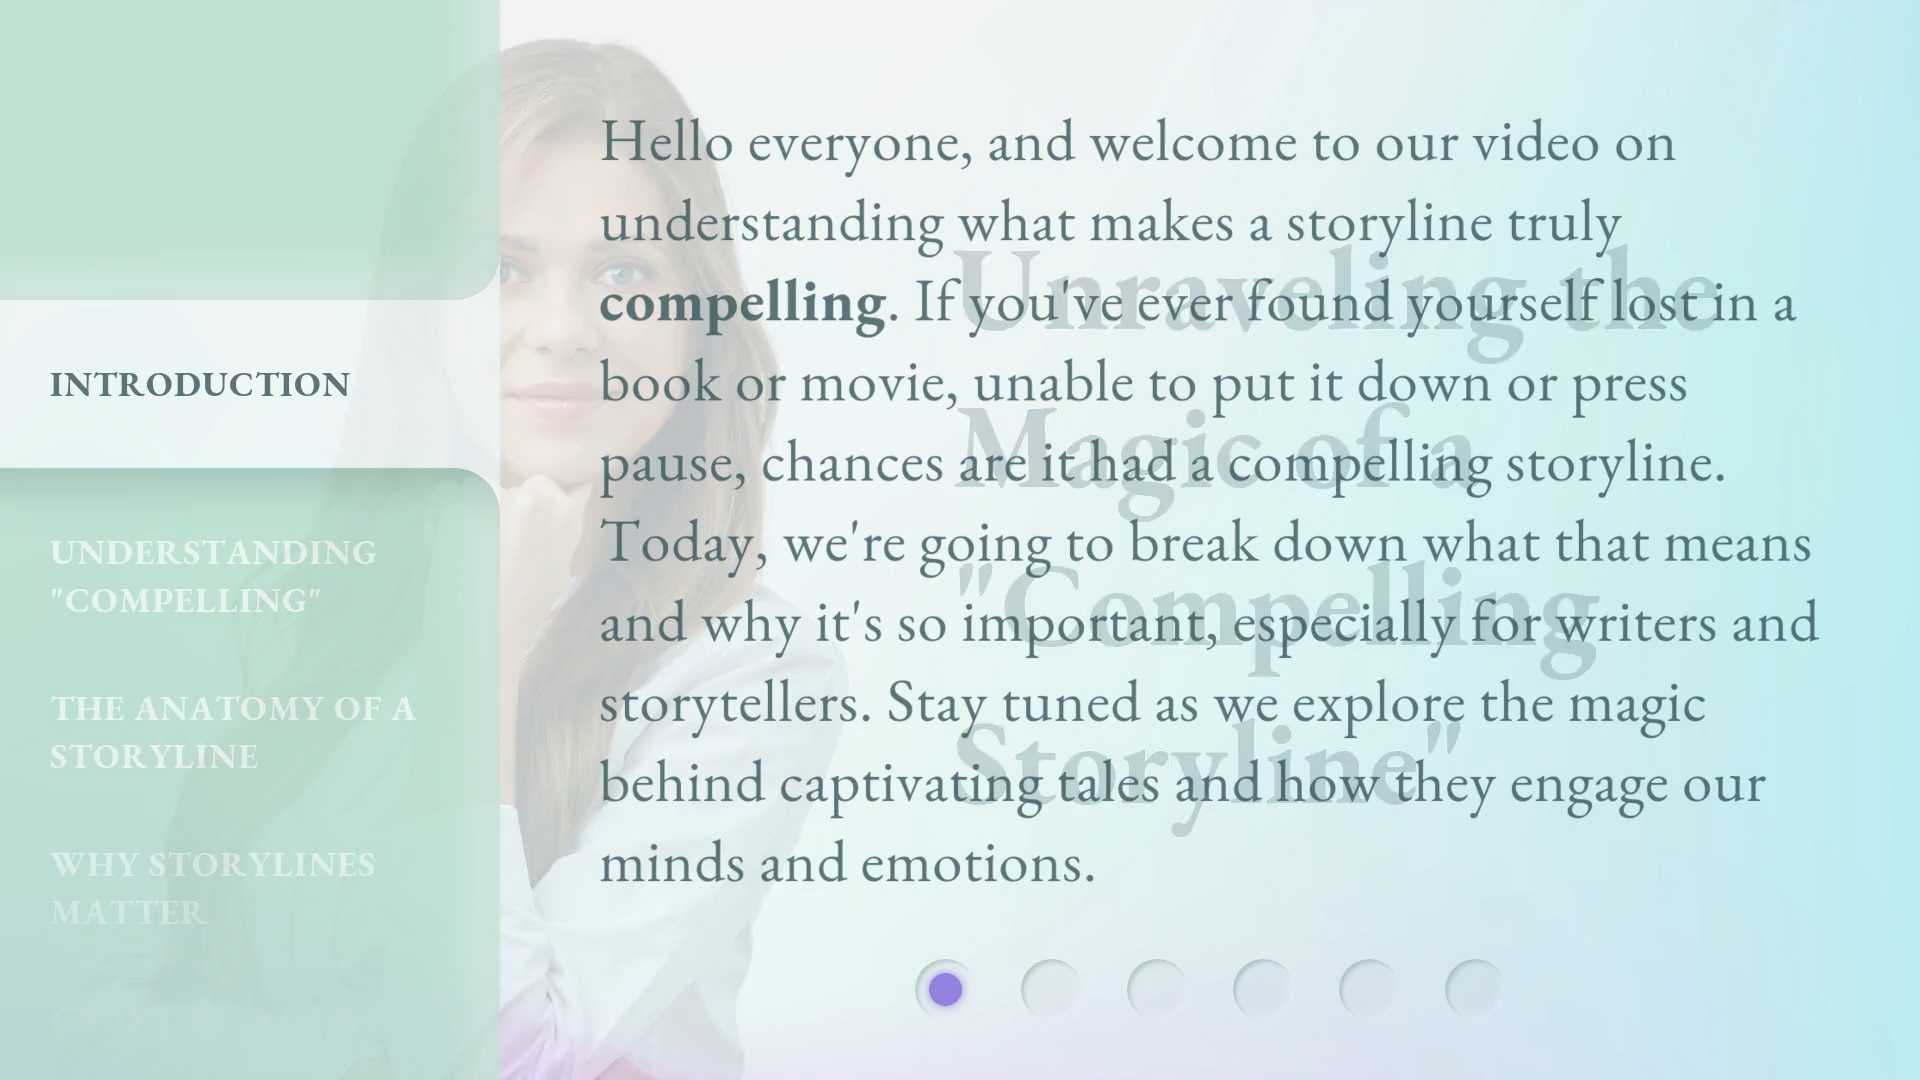 INTRODUCTION
UNDERSTANDING
"COMPELLING"
THE ANATOMY OF A
STORYLINE
WHY STORYLINES
MATTER
Hello everyone, and welcome to our video on
understanding what makes a storyline truly
compelling. If you've ever found yourself lost in a
book or movie, unable to put it down or press
pause, chances are it had a compelling storyline.
Today, we're going to break down what that means
and why it's so important, especially for writers and
storytellers. Stay tuned as we explore the magic
behind captivating tales and how they engage our
minds and emotions.
Unraveling the
Magic of a
"Compelling
Storyline"